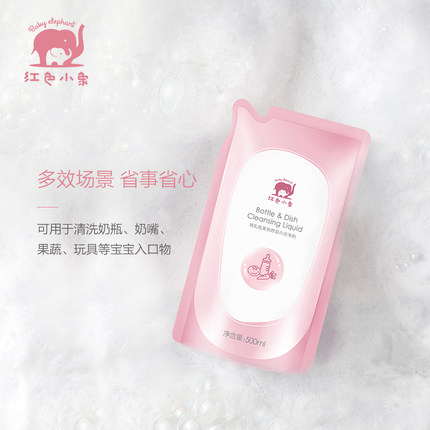 Baby elephant
红色小象
多效场景 省事省心
可用于清洗奶瓶、奶嘴、
果蔬、玩具等宝宝入口物
红色小象
Bottle & Dish
Cleansing Liquid
净含量:500ml